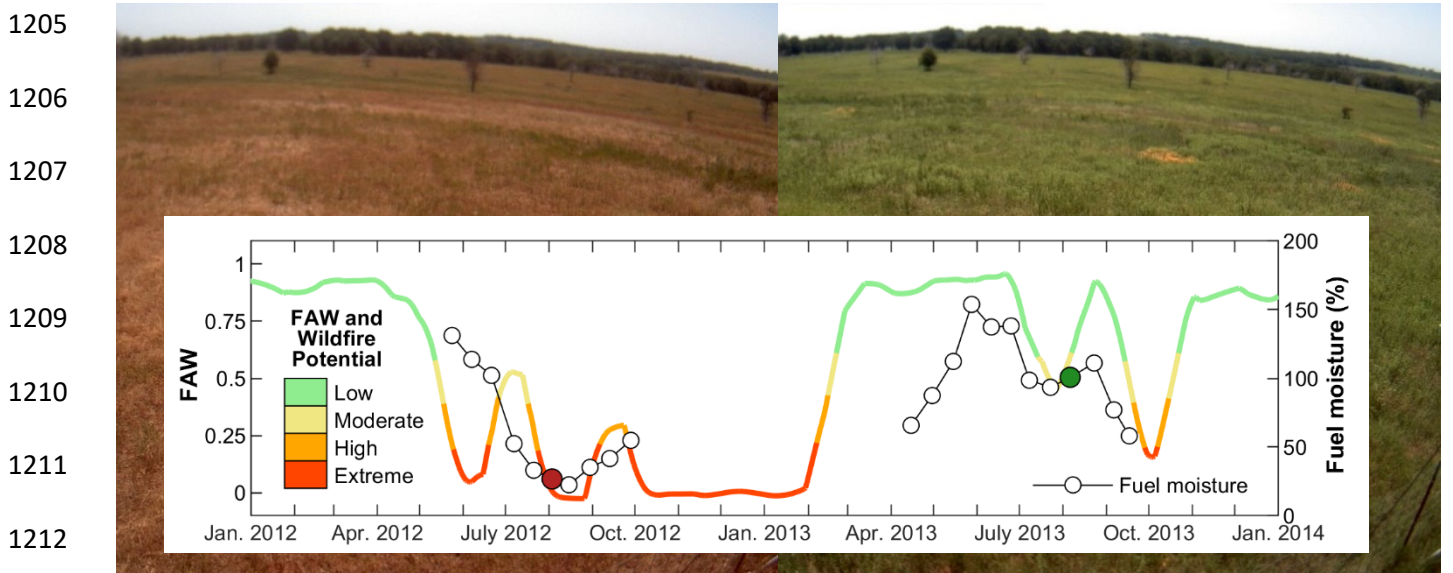 1205
1206
1207
1208
1209
1210
1211
1212
FAW
1
0.75
0.5
0.25
0
FAW and
Wildfire
Potential
Low
Moderate
High
Extreme
Fuel moisture
200
150
100
50
0
Fuel moisture (%)
Jan. 2012 Apr. 2012 July 2012 Oct. 2012 Jan. 2013 Apr. 2013 July 2013 Oct. 2013 Jan. 2014